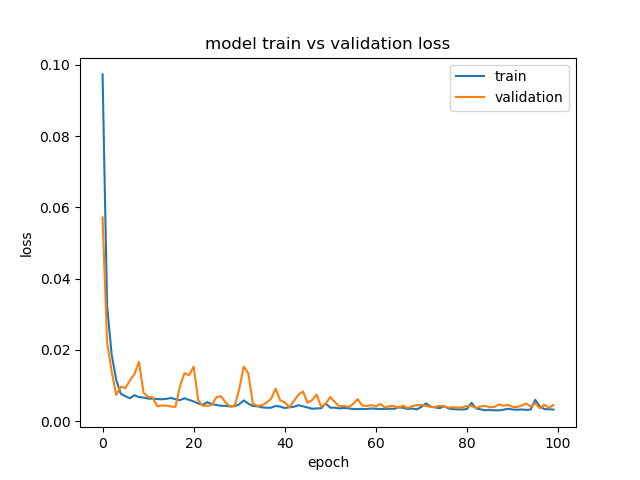 model train vs validation loss
train
validation
0.10
0.08
0.06
0.04
0.02
0.00
loss
0 20 40 60 80 100
epoch